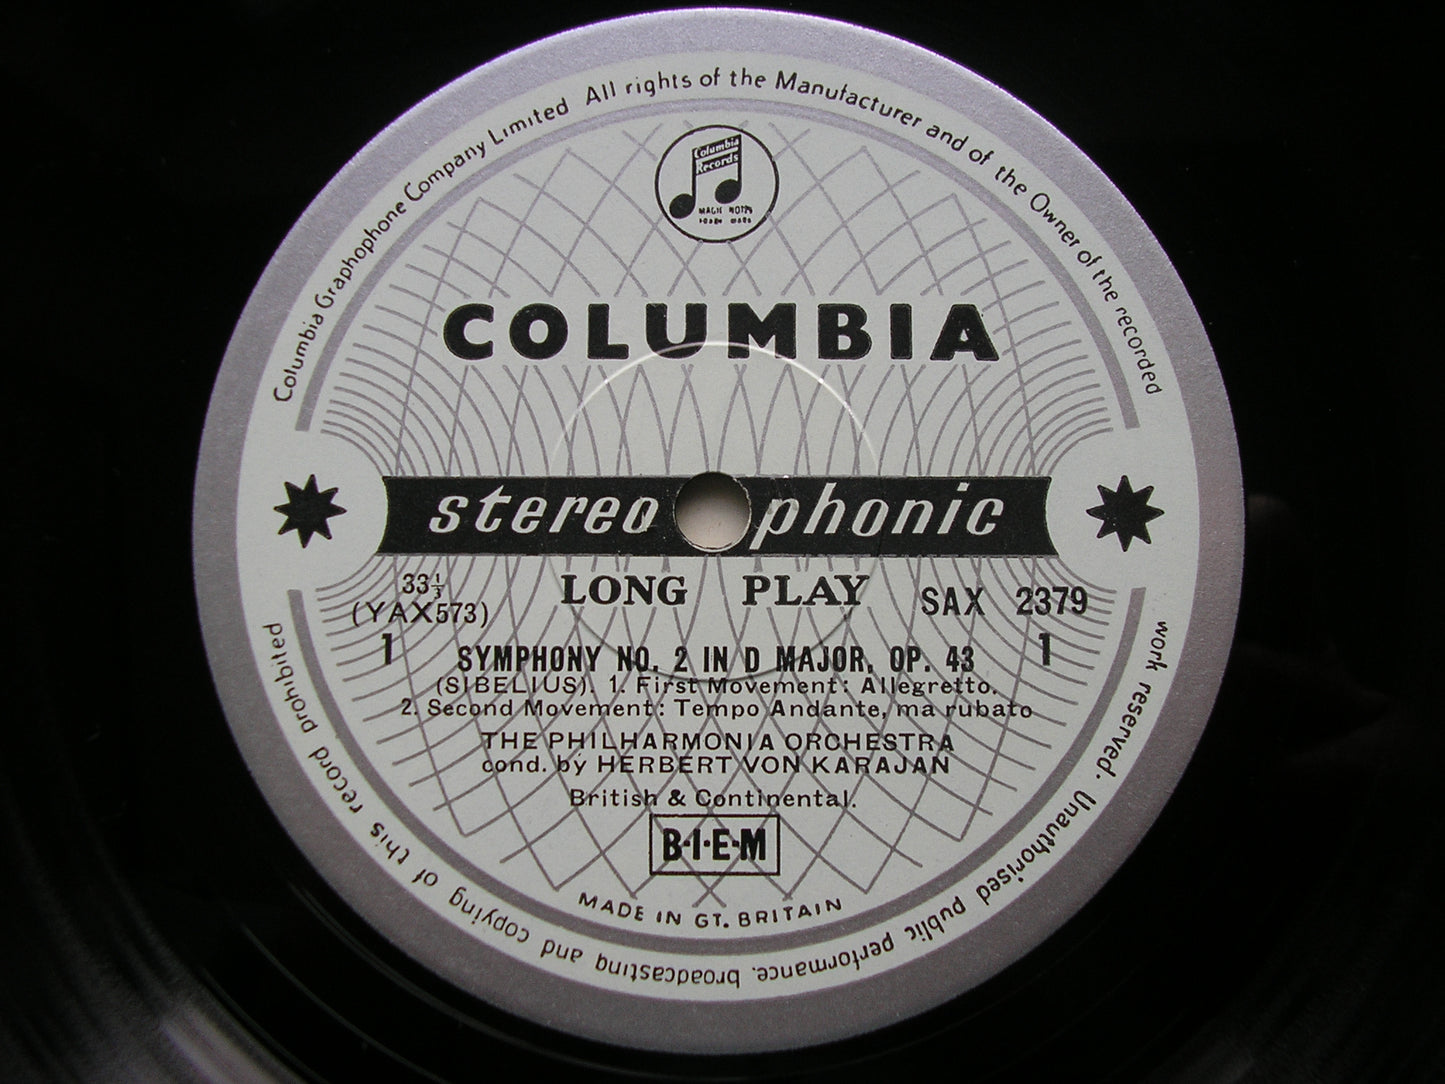 Columbia Graphophone Company Limited All rights of the Manufacturer and of the Owner of the recorded work reserved. Unauthorised public performance, broadcasting and copying of this record prohibited
Columbia
Records
MAGIC NOTES
COLUMBIA
stereophonic
33⅓
LONG PLAY
SAX 2379
(YAX573)
1
1
SYMPHONY NO. 2 IN D MAJOR, OP. 43
(SIBELIUS). 1. First Movement: Allegretto.
2. Second Movement: Tempo Andante, ma rubato
THE PHILHARMONIA ORCHESTRA
cond. by HERBERT VON KARAJAN
British & Continental.
B·I·E·M
MADE IN GT. BRITAIN